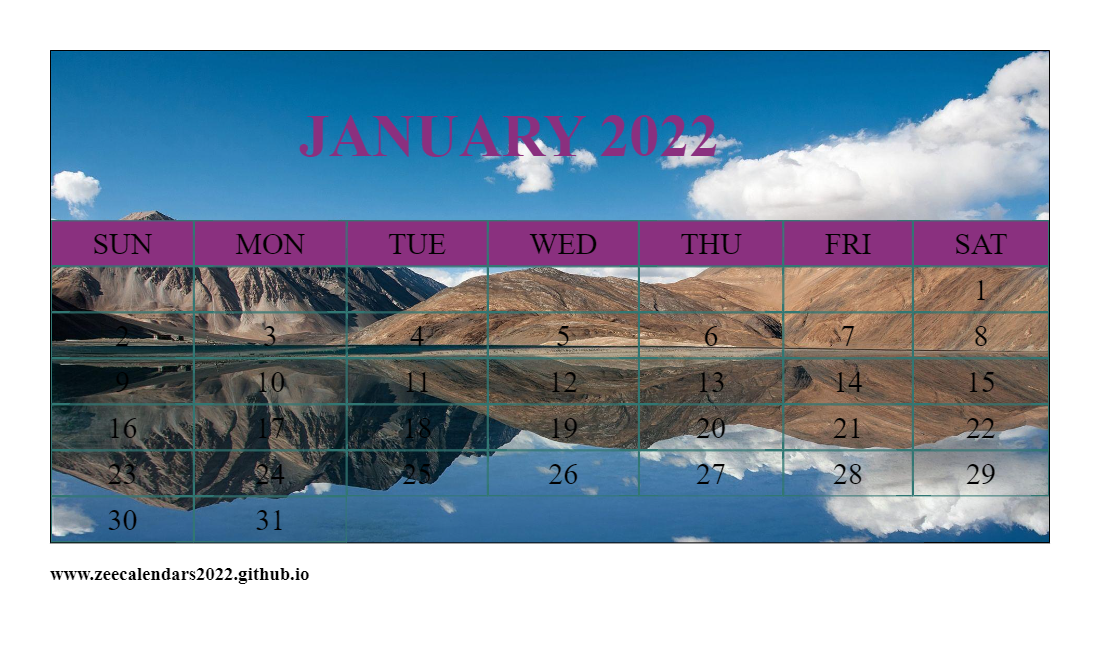 JANUARY 2022
SUN MON TUE WED THU FRI SAT
1
2 3 4 5 6 7 8
9 10 11 12 13 14 15
16 17 18 19 20 21 22
23 24 25 26 27 28 29
30 31
www.zeecalendars2022.github.io